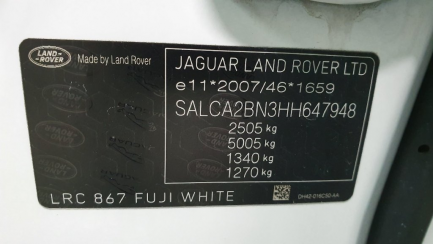 LAND-
ROVER
Made by Land Rover
JAGUAR LAND ROVER LTD
e11*2007/46*1659
SALCA2BN3HH647948
2505 kg
5005 kg
1340 kg
1270 kg
LRC 867 FUJI WHITE